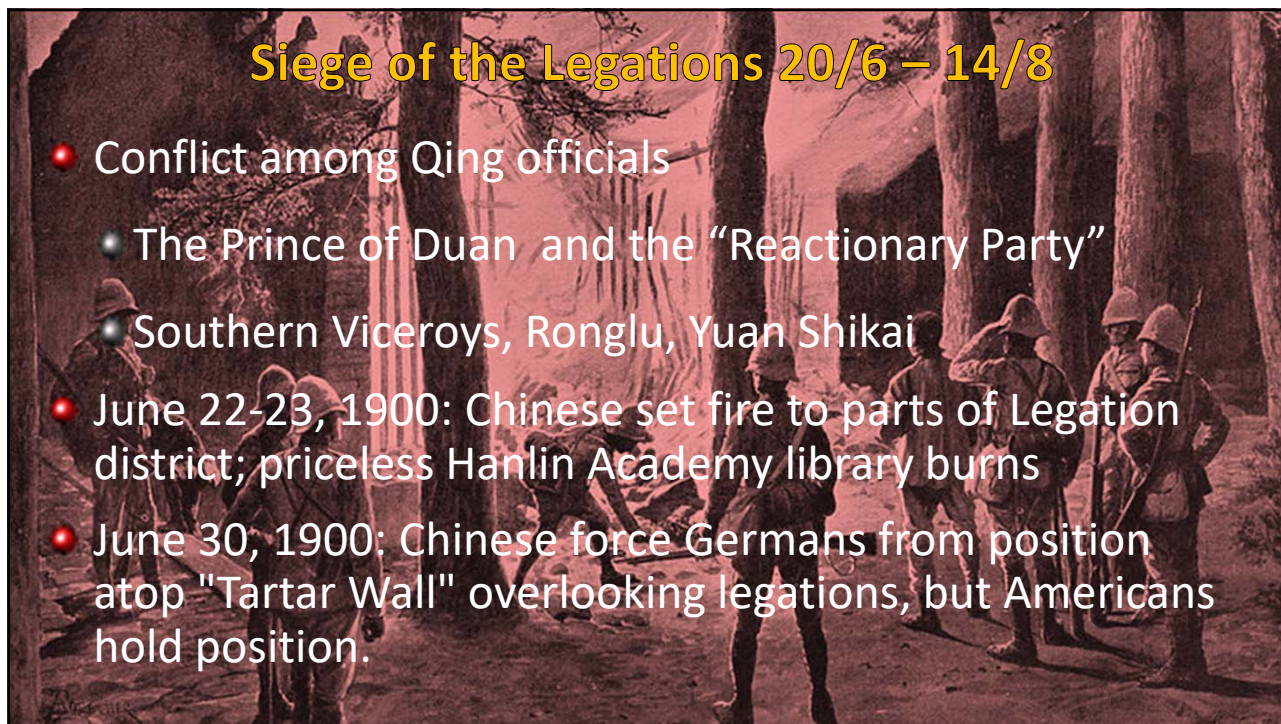 Siege of the Legations 20/6 – 14/8
Conflict among Qing officials
The Prince of Duan  and the “Reactionary Party”
Southern Viceroys, Ronglu, Yuan Shikai
June 22-23, 1900: Chinese set fire to parts of Legation
district; priceless Hanlin Academy library burns
June 30, 1900: Chinese force Germans from position
atop "Tartar Wall" overlooking legations, but Americans
hold position.